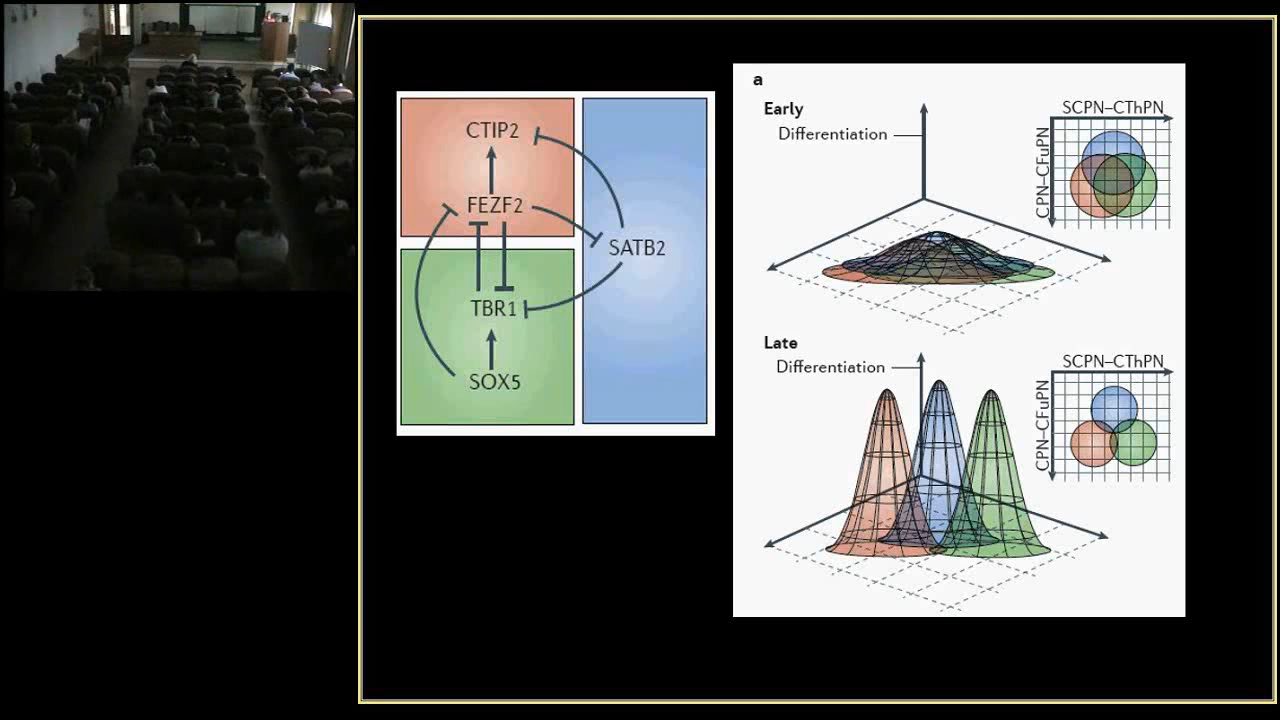 CTIP2
FEZF2
SATB2
TBR1
SOX5
a
Early
Differentiation
SCPN–CThPN
CPN–CFuPN
Late
Differentiation
SCPN–CThPN
CPN–CFuPN